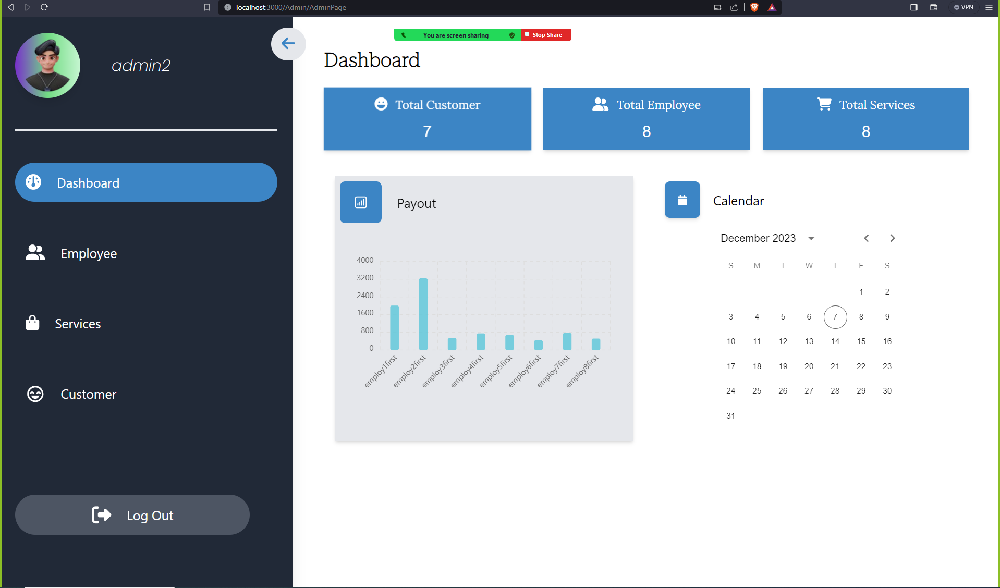 localhost:3000/Admin/AdminPage
VPN
You are screen sharing
Stop Share
admin2
Dashboard
Employee
Services
Customer
Log Out
Dashboard
Total Customer
7
Total Employee
8
Total Services
8
Payout
4000
3200
2400
1600
800
0
employ1first
employ2first
employ3first
employ4first
employ5first
employ6first
employ7first
employ8first
Calendar
December 2023
S M T W T F S
1 2
3 4 5 6 7 8 9
10 11 12 13 14 15 16
17 18 19 20 21 22 23
24 25 26 27 28 29 30
31